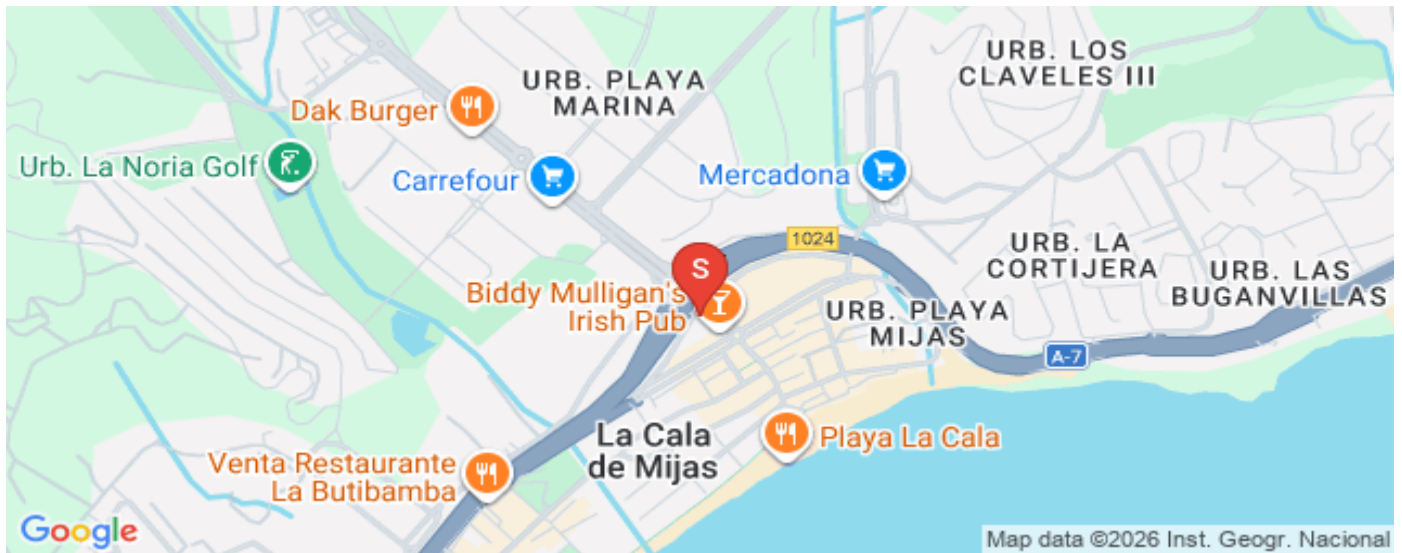 URB. LOS
CLAVELES III
URB. PLAYA
MARINA
Dak Burger
Urb. La Noria Golf
Carrefour
Mercadona
1024
URB. LA
CORTIJERA
URB. LAS
BUGANVILLAS
S
Biddy Mulligan's
Irish Pub
URB. PLAYA
MIJAS
A-7
La Cala
de Mijas
Playa La Cala
Venta Restaurante
La Butibamba
Google
Map data ©2026 Inst. Geogr. Nacional